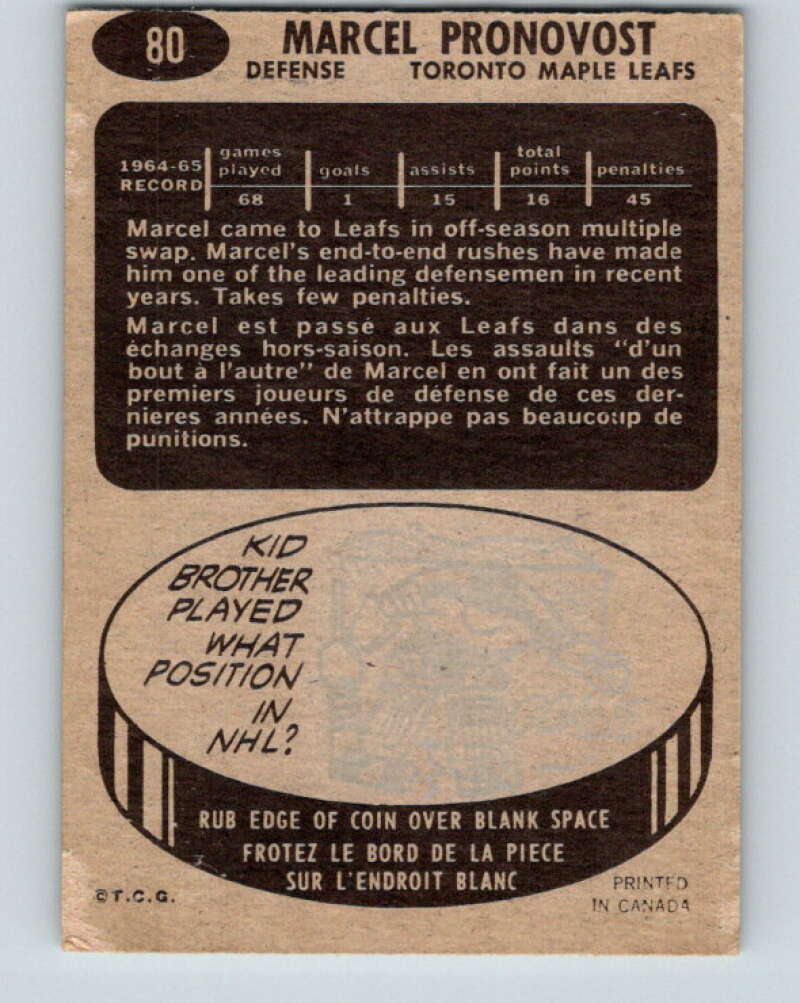 80 MARCEL PRONOVOST
DEFENSE TORONTO MAPLE LEAFS
1964-65 RECORD games played goals assists total points penalties
68 1 15 16 45
Marcel came to Leafs in off-season multiple
swap. Marcel's end-to-end rushes have made
him one of the leading defensemen in recent
years. Takes few penalties.
Marcel est passé aux Leafs dans des
échanges hors-saison. Les assaults "d'un
bout à l'autre" de Marcel en ont fait un des
premiers joueurs de défense de ces der-
nieres années. N'attrappe pas beaucoup de
punitions.
KID
BROTHER
PLAYED
WHAT
POSITION
IN
NHL?
RUB EDGE OF COIN OVER BLANK SPACE
FROTEZ LE BORD DE LA PIECE
SUR L'ENDROIT BLANC
©T.C.G.
PRINTED
IN CANADA